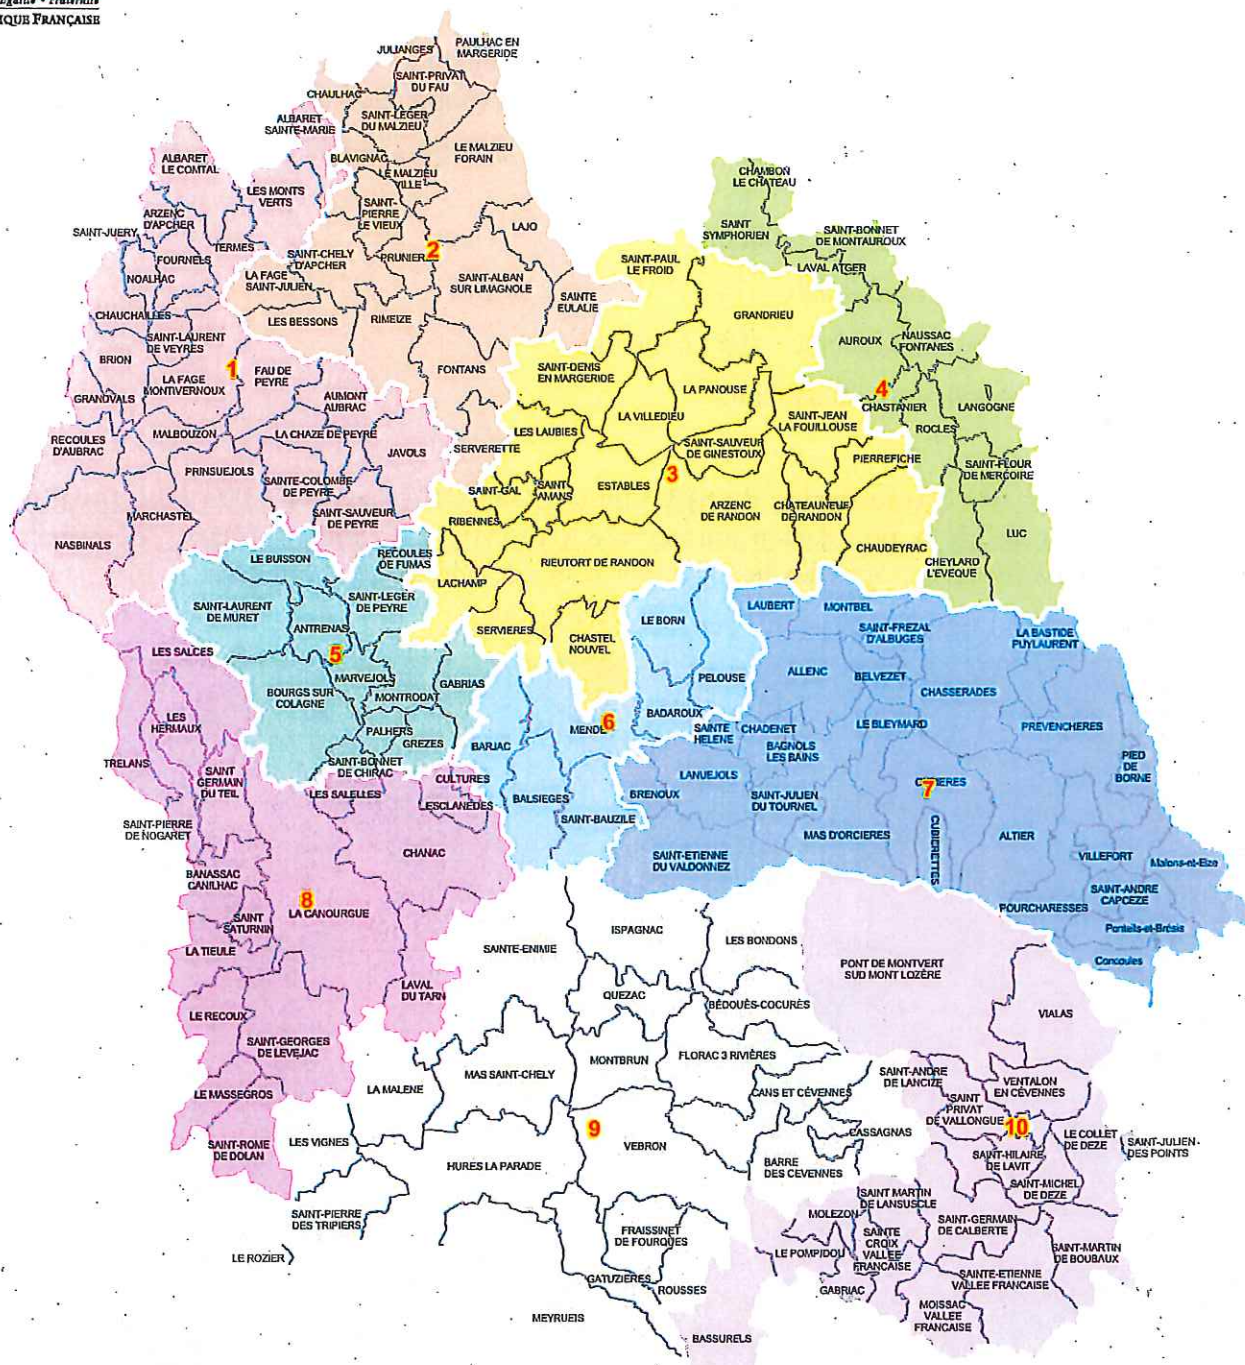 IQUE FRANÇAISE
JULIANGES
PAULHAC EN
MARGERIDE
SAINT-PRIVAT
DU FAU
CHAULHAC
SAINT-LEGER
DU MALZIEU
ALBARET
SAINTE-MARIE
LE MALZIEU
FORAIN
BLAVIGNAC
ALBARET
LE COMTAL
LE MALZIEU
VILLE
CHAMBON
LE CHATEAU
LES MONTS
VERTS
SAINT-
PIERRE
LE VIEUX
ARZENC
D'APCHER
LAJO
SAINT
SYMPHORIEN
SAINT-BONNET
DE MONTAUROUX
SAINT-JUERY
TERMES
2
FOURNELS
SAINT-CHELY
D'APCHER
PRUNIER
SAINT-PAUL
LE FROID
LAVAL ATGER
NOALHAC
LA FAGE
SAINT-JULIEN
SAINT-ALBAN
SUR LIMAGNOLE
SAINTE
EULALIE
CHAUCHAILLES
LES BESSONS
RIMEIZE
GRANDRIEU
SAINT-LAURENT
DE VEYRES
AUROUX
NAUSSAC
FONTANES
BRION
1
FAU DE
PEYRE
FONTANS
SAINT-DENIS
EN MARGERIDE
LA FAGE
MONTIVERNOUX
LA PANOUSE
4
GRANDVALS
AUMONT
AUBRAC
LA VILLEDIEU
CHASTANIER
LANGOGNE
SAINT-JEAN
LA FOUILLOUSE
MALBOUZON
LA CHAZE DE PEYRE
LES LAUBIES
ROCLES
RECOULES
D'AUBRAC
JAVOLS
SERVERETTE
SAINT-SAUVEUR
DE GINESTOUX
PIERREFICHE
PRINSUEJOLS
SAINT-FLOUR
DE MERCOIRE
SAINTE-COLOMBE
DE PEYRE
SAINT-GAL
SAINT
AMANS
ESTABLES
3
MARCHASTEL
SAINT-SAUVEUR
DE PEYRE
RIBENNES
ARZENC
DE RANDON
CHATEAUNEUF
DE RANDON
LUC
NASBINALS
LE BUISSON
RECOULES
DE FUMAS
RIEUTORT DE RANDON
CHAUDEYRAC
CHEYLARD
L'EVEQUE
LACHAMP
SAINT-LAURENT
DE MURET
SAINT-LEGER
DE PEYRE
LAUBERT
MONTBEL
LE BORN
ANTRENAS
SERVIERES
CHASTEL
NOUVEL
SAINT-FREZAL
D'ALBUGES
LA BASTIDE
PUYLAURENT
LES SALCES
5
ALLENC
BELVEZET
MARVEJOLS
GABRIAS
PELOUSE
BOURGS SUR
COLAGNE
MONTRODAT
CHASSERADES
LES
HERMAUX
BADAROUX
6
MENDE
PALHERS
SAINTE
HELENE
CHADENET
LE BLEYMARD
PREVENCHERES
GREZES
BARJAC
BAGNOLS
LES BAINS
TRELANS
SAINT-BONNET
DE CHIRAC
PIED
DE
BORNE
SAINT
GERMAIN
DU TEIL
CULTURES
LANUEJOLS
7
LES SALELLES
LESCLANEDES
BALSIEGES
BRENOUX
SAINT-JULIEN
DU TOURNEL
SAINT-PIERRE
DE NOGARET
SAINT-BAUZILE
MAS D'ORCIERES
CUBIERETTES
ALTIER
CHANAC
SAINT-ETIENNE
DU VALDONNEZ
VILLEFORT
Malons-et-Elze
BANASSAC
CANILHAC
SAINT-ANDRE
CAPCEZE
8
LA CANOURGUE
POURCHARESSES
SAINT
SATURNIN
ISPAGNAC
Ponteils-et-Brésis
LES BONDONS
LA TIEULE
SAINTE-ENIMIE
Concoules
PONT DE MONTVERT
SUD MONT LOZÈRE
LAVAL
DU TARN
QUEZAC
BÉDOUÈS-COCURÈS
LE RECOUX
VIALAS
SAINT-GEORGES
DE LEVEJAC
MONTBRUN
FLORAC 3 RIVIÈRES
MAS SAINT-CHELY
SAINT-ANDRE
DE LANCIZE
LE MASSEGROS
LA MALENE
CANS ET CÉVENNES
VENTALON
EN CÉVENNES
SAINT
PRIVAT
DE VALLONGUE
9
10
SAINT-ROME
DE DOLAN
LES VIGNES
VEBRON
CASSAGNAS
LE COLLET
DE DEZE
SAINT-JULIEN
DES POINTS
HURES LA PARADE
BARRE
DES CEVENNES
SAINT-HILAIRE
DE LAVIT
SAINT-MICHEL
DE DEZE
SAINT MARTIN
DE LANSUSCLE
SAINT-PIERRE
DES TRIPIERS
MOLEZON
SAINT-GERMAIN
DE CALBERTE
FRAISSINET
DE FOURQUES
SAINTE
CROIX
VALLEE
FRANCAISE
LE ROZIER
LE POMPIDOU
SAINT-MARTIN
DE BOUBAUX
GATUZIERES
SAINTE-ETIENNE
VALLEE FRANCAISE
ROUSSES
GABRIAC
MEYRUEIS
MOISSAC
VALLEE
FRANCAISE
BASSURELS